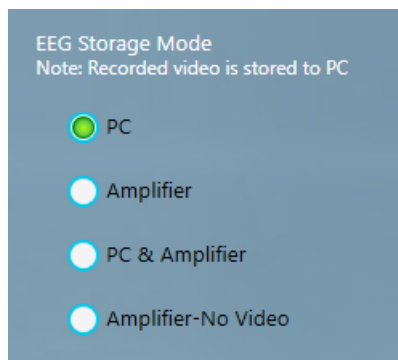 EEG Storage Mode
Note: Recorded video is stored to PC
PC
Amplifier
PC & Amplifier
Amplifier-No Video